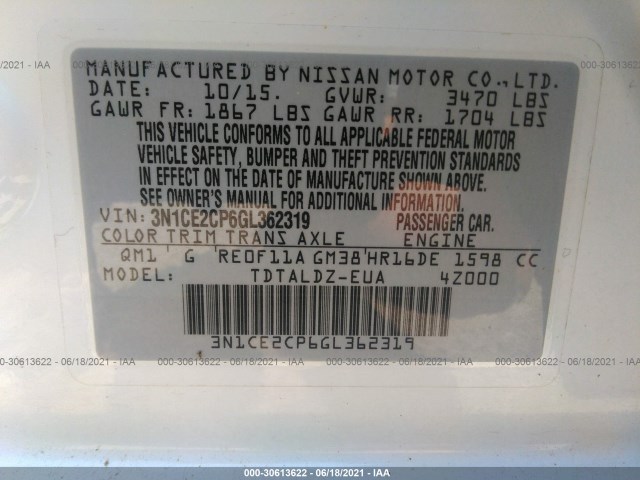 MANUFACTURED BY NISSAN MOTOR CO.,LTD.
DATE: 10/15. GVWR: 3470 LBS
GAWR FR: 1867 LBS GAWR RR: 1704 LBS
THIS VEHICLE CONFORMS TO ALL APPLICABLE FEDERAL MOTOR
VEHICLE SAFETY, BUMPER AND THEFT PREVENTION STANDARDS
IN EFFECT ON THE DATE OF MANUFACTURE SHOWN ABOVE.
SEE OWNER'S MANUAL FOR ADDITIONAL INFORMATION.
VIN: 3N1CE2CP6GL362319 PASSENGER CAR.
COLOR TRIM TRANS AXLE ENGINE
QM1 G RE0F11A GM38 HR16DE 1598 CC
MODEL: TDTALDZ-EUA 4Z000
3N1CE2CP6GL362319
000-30613622 - 06/18/2021 - IAA